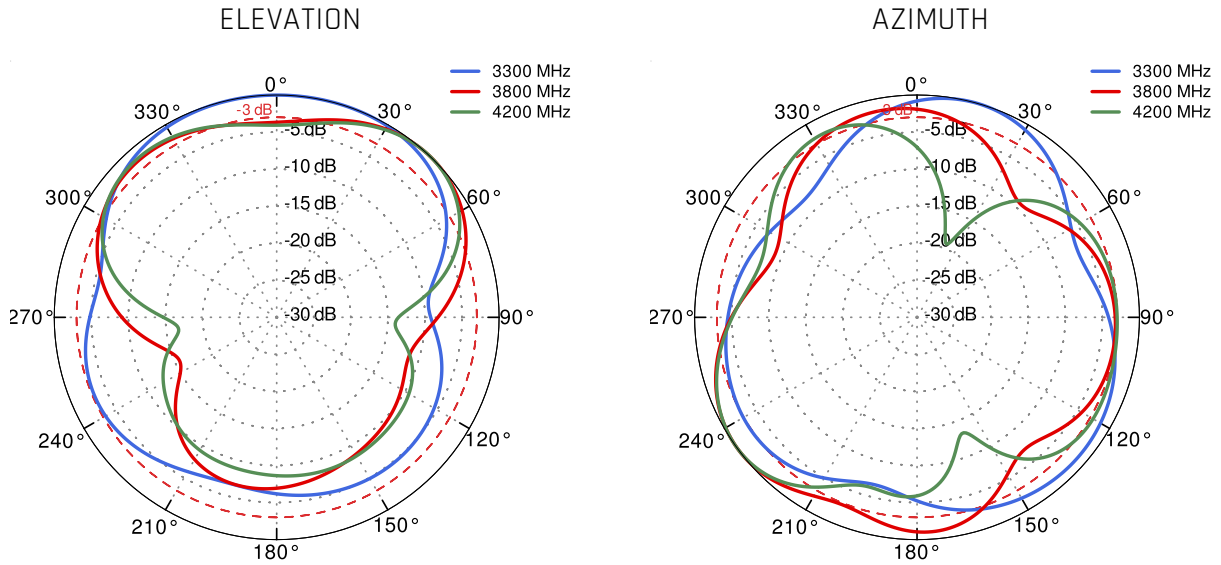 ELEVATION
3300 MHz
3800 MHz
4200 MHz
0°
30°
60°
90°
120°
150°
180°
210°
240°
270°
300°
330°
-3 dB
-5 dB
-10 dB
-15 dB
-20 dB
-25 dB
-30 dB
AZIMUTH
3300 MHz
3800 MHz
4200 MHz
0°
30°
60°
90°
120°
150°
180°
210°
240°
270°
300°
330°
-3 dB
-5 dB
-10 dB
-15 dB
-20 dB
-25 dB
-30 dB